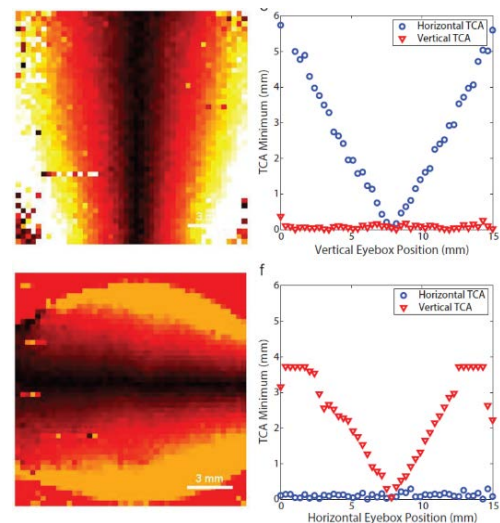 Horizontal TCA
Vertical TCA
6
5
4
3
2
1
0
0 5 10 15
TCA Minimum (mm)
Vertical Eyebox Position (mm)
3 mm
f
Horizontal TCA
Vertical TCA
6
5
4
3
2
1
0
0 5 10 15
TCA Minimum (mm)
Horizontal Eyebox Position (mm)